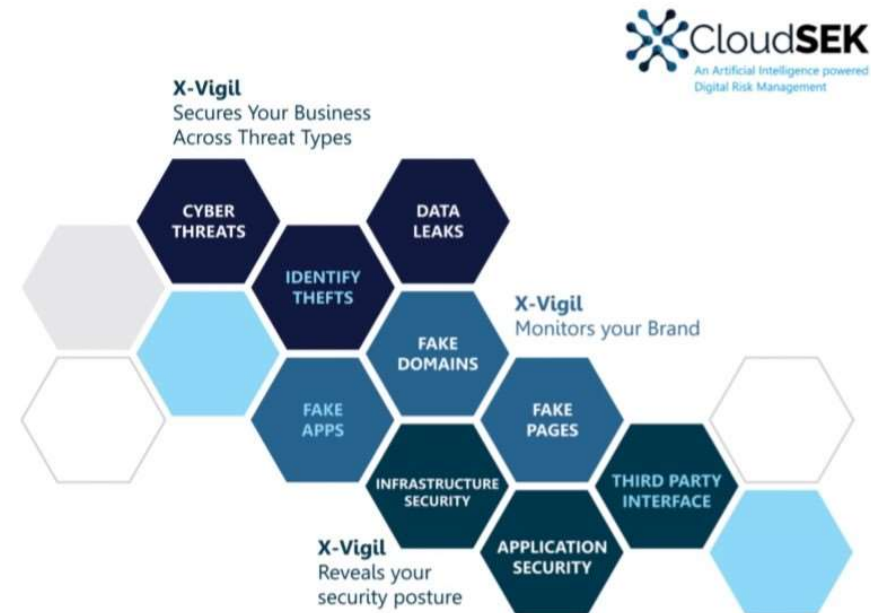 CloudSEK
An Artificial Intelligence powered
Digital Risk Management
X-Vigil
Secures Your Business
Across Threat Types
CYBER
THREATS
DATA
LEAKS
IDENTIFY
THEFTS
X-Vigil
Monitors your Brand
FAKE
DOMAINS
FAKE
APPS
FAKE
PAGES
INFRASTRUCTURE
SECURITY
THIRD PARTY
INTERFACE
X-Vigil
Reveals your
security posture
APPLICATION
SECURITY